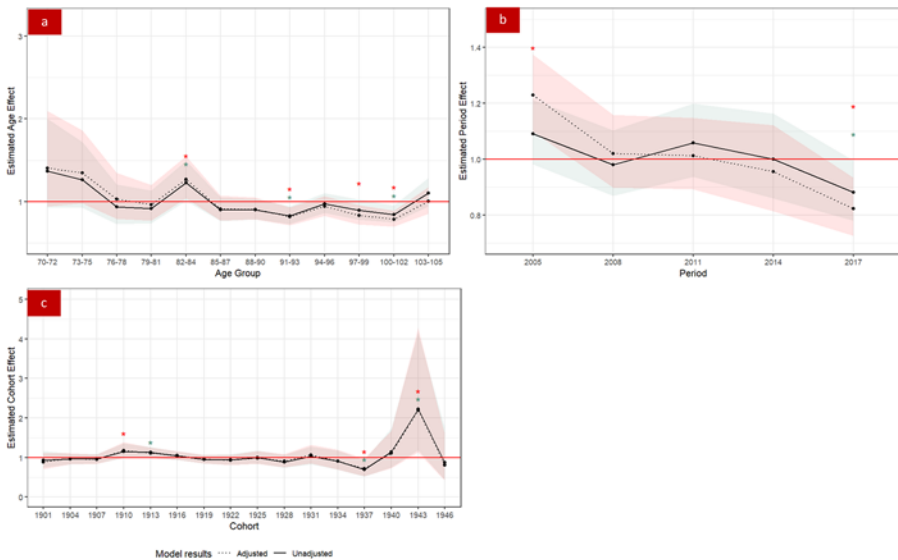 a
Estimated Age Effect
3
2
1
70-72 73-75 76-78 79-81 82-84 85-87 88-90 91-93 94-96 97-99 100-102 103-105
Age Group
b
Estimated Period Effect
1.4
1.2
1.0
0.8
2005 2008 2011 2014 2017
Period
c
Estimated Cohort Effect
5
4
3
2
1
0
1901 1904 1907 1910 1913 1916 1919 1922 1925 1928 1931 1934 1937 1940 1943 1946
Cohort
Model results Adjusted Unadjusted